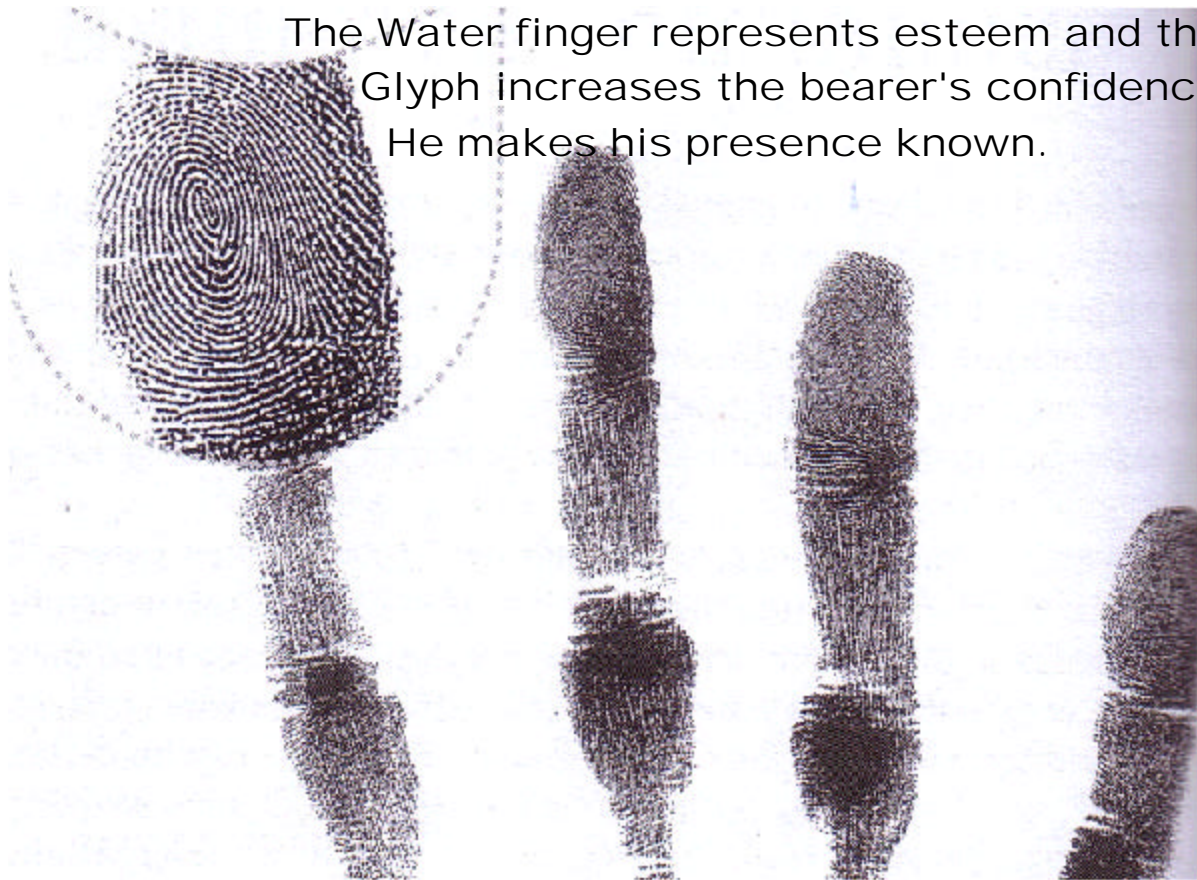 The Water finger represents esteem and th
Glyph increases the bearer's confidenc
He makes his presence known.